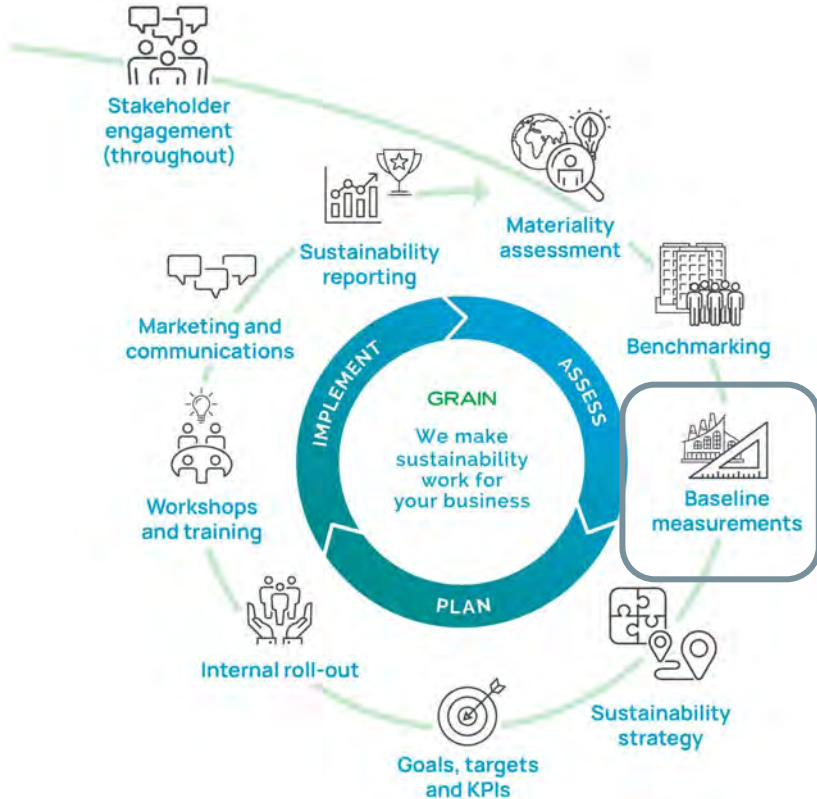 Stakeholder
engagement
(throughout)
Materiality
assessment
Sustainability
reporting
Marketing and
communications
Benchmarking
IMPLEMENT
ASSESS
GRAIN
We make
sustainability
work for
your business
Baseline
measurements
Workshops
and training
PLAN
Internal roll-out
Sustainability
strategy
Goals, targets
and KPIs